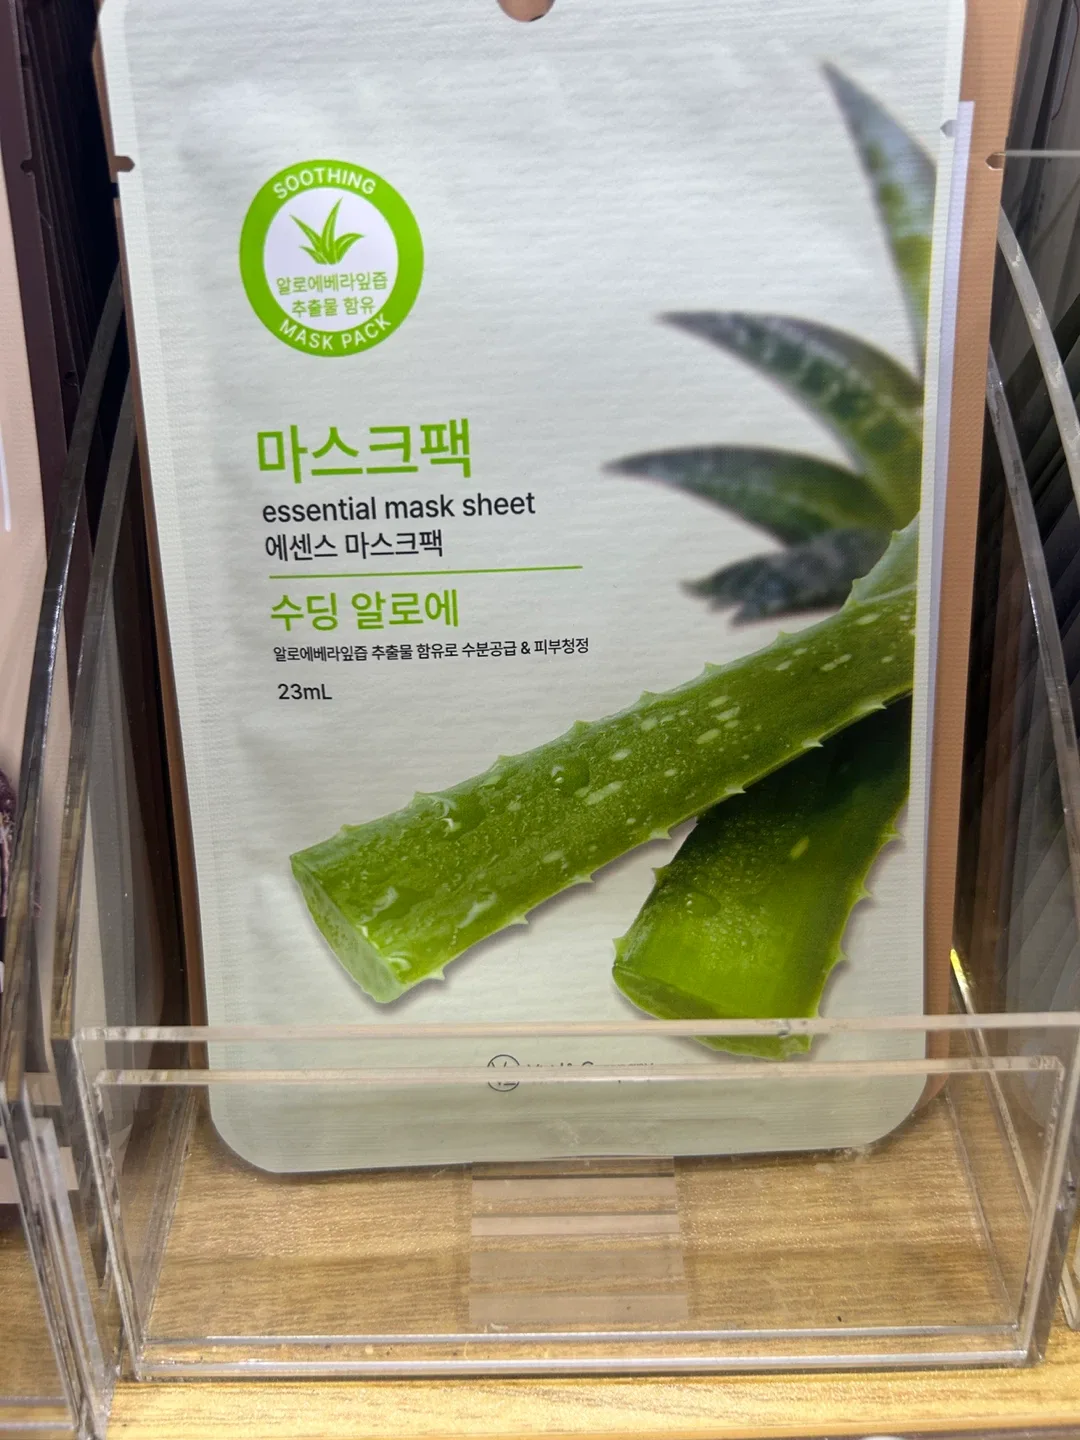 SOOTHING
알로에베라잎즙
추출물 함유
MASK PACK
마스크팩
essential mask sheet
에센스 마스크팩
수딩 알로에
알로에베라잎즙 추출물 함유로 수분공급 & 피부청정
23mL